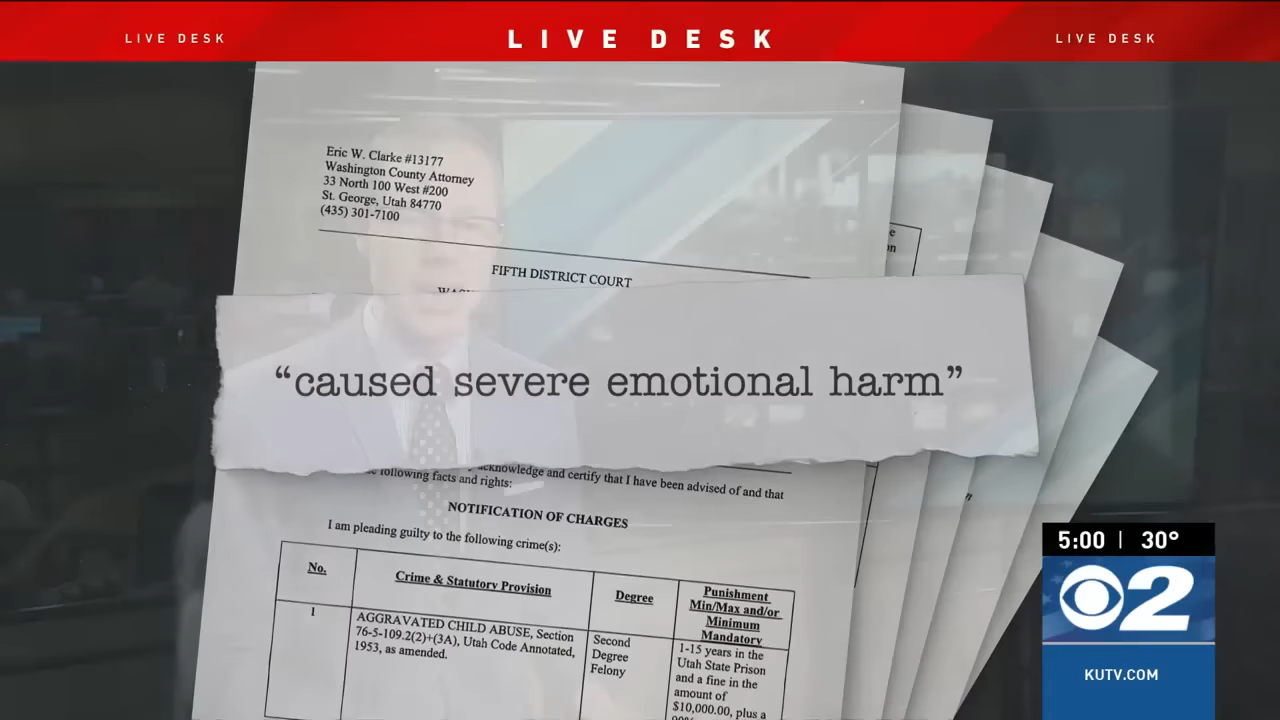 LIVE DESK
LIVE DESK
LIVE DESK
Eric W. Clarke #13177
Washington County Attorney
33 North 100 West #200
St. George, Utah 84770
(435) 301-7100
FIFTH DISTRICT COURT
“caused severe emotional harm”
acknowledge and certify that I have been advised of and that
following facts and rights:
NOTIFICATION OF CHARGES
I am pleading guilty to the following crime(s):
No.
Crime & Statutory Provision
Degree
Punishment
Min/Max and/or
Minimum
Mandatory
1
AGGRAVATED CHILD ABUSE, Section
76-5-109.2(2)+(3A), Utah Code Annotated,
1953, as amended.
Second
Degree
Felony
1-15 years in the
Utah State Prison
and a fine in the
amount of
$10,000.00, plus a
5:00 | 30°
2
KUTV.COM